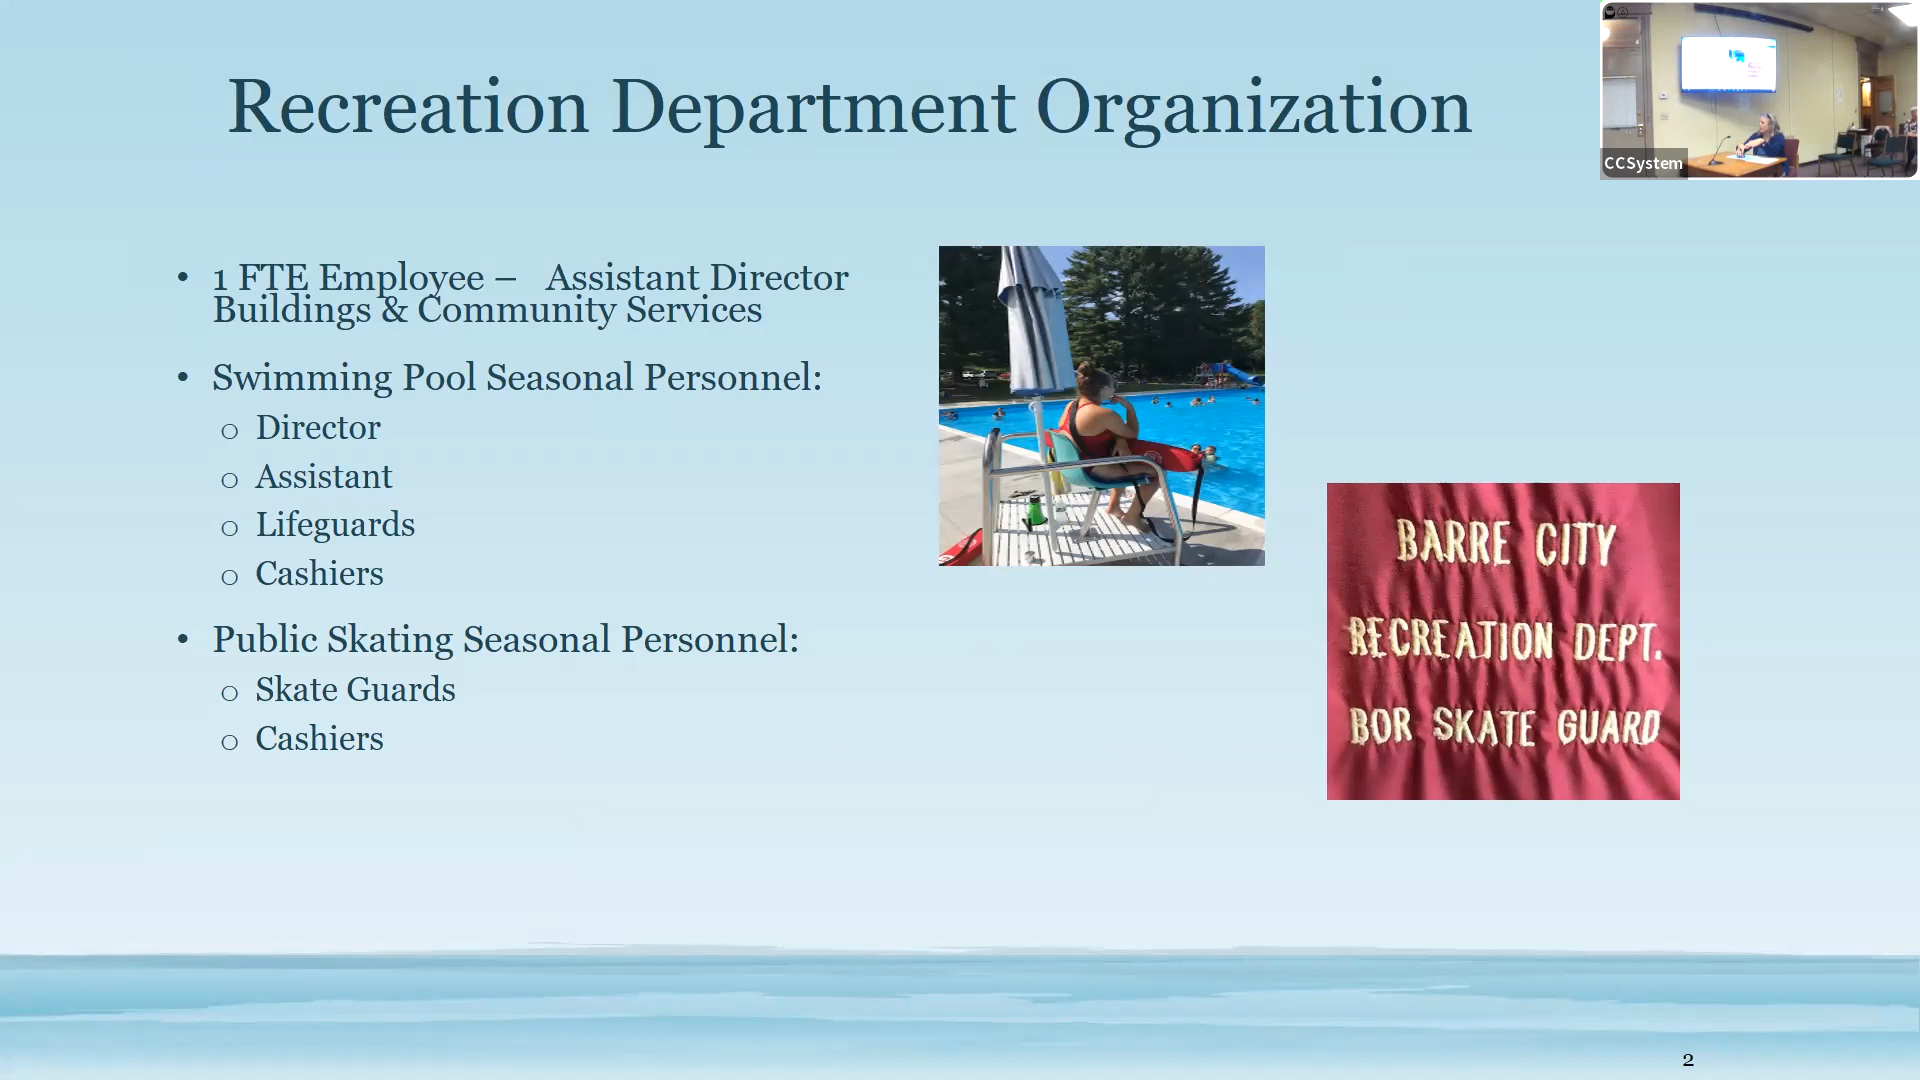 Recreation Department Organization
CCSystem
• 1 FTE Employee – Assistant Director
Buildings & Community Services
• Swimming Pool Seasonal Personnel:
o Director
o Assistant
o Lifeguards
o Cashiers
• Public Skating Seasonal Personnel:
o Skate Guards
o Cashiers
BARRE CITY
RECREATION DEPT.
BOR SKATE GUARD
2